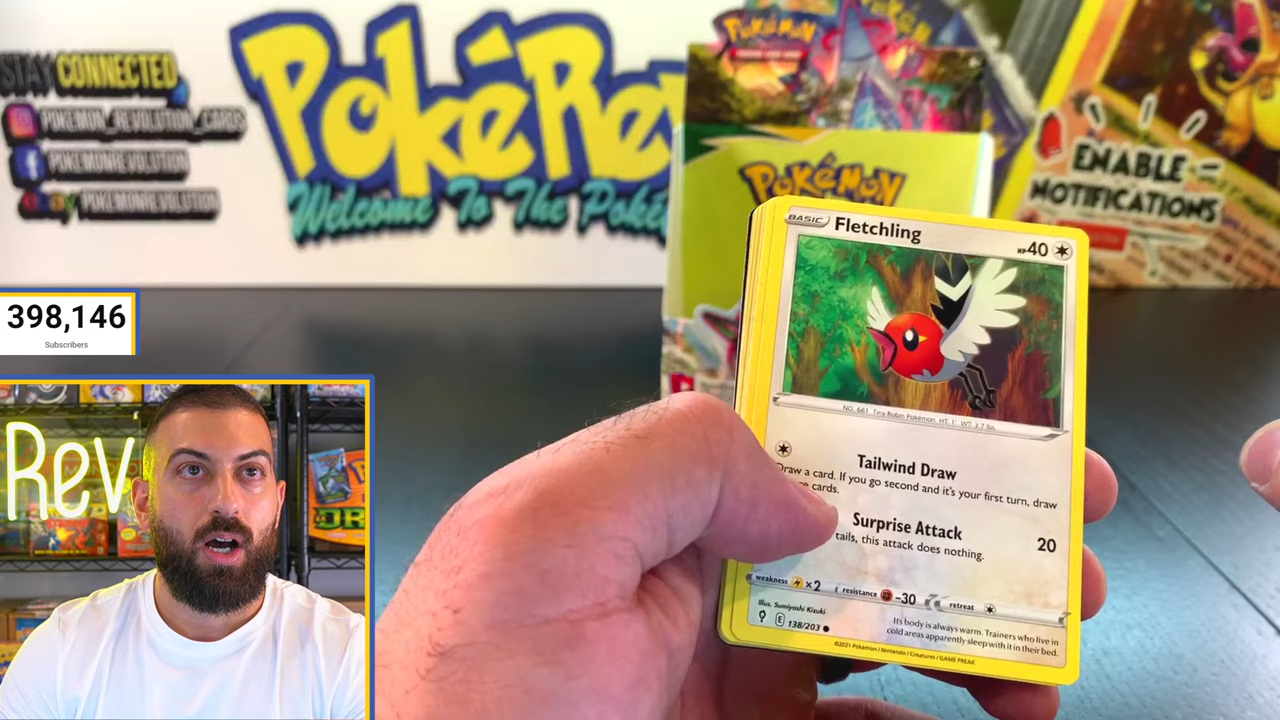 STAY CONNECTED
POKEMON_REVOLUTION_CARDS
POKEMONREVOLUTION
ebay POKEMONREVOLUTION
PokéRev
Welcome To The Poké
Pokémon
Pokémon
ENABLE
NOTIFICATIONS
398,146
Subscribers
Rev
BASIC Fletchling HP 40
NO. 661 Tiny Robin Pokémon HT: 1' WT: 3.7 lbs.
Tailwind Draw
Draw a card. If you go second and it's your first turn, draw
cards.
Surprise Attack 20
tails, this attack does nothing.
weakness ×2 resistance -30 retreat
Illus. Sumiyoshi Kizuki
E 138/203
Its body is always warm. Trainers who live in
cold areas apparently sleep with it in their bed.
©2021 Pokémon / Nintendo / Creatures / GAME FREAK